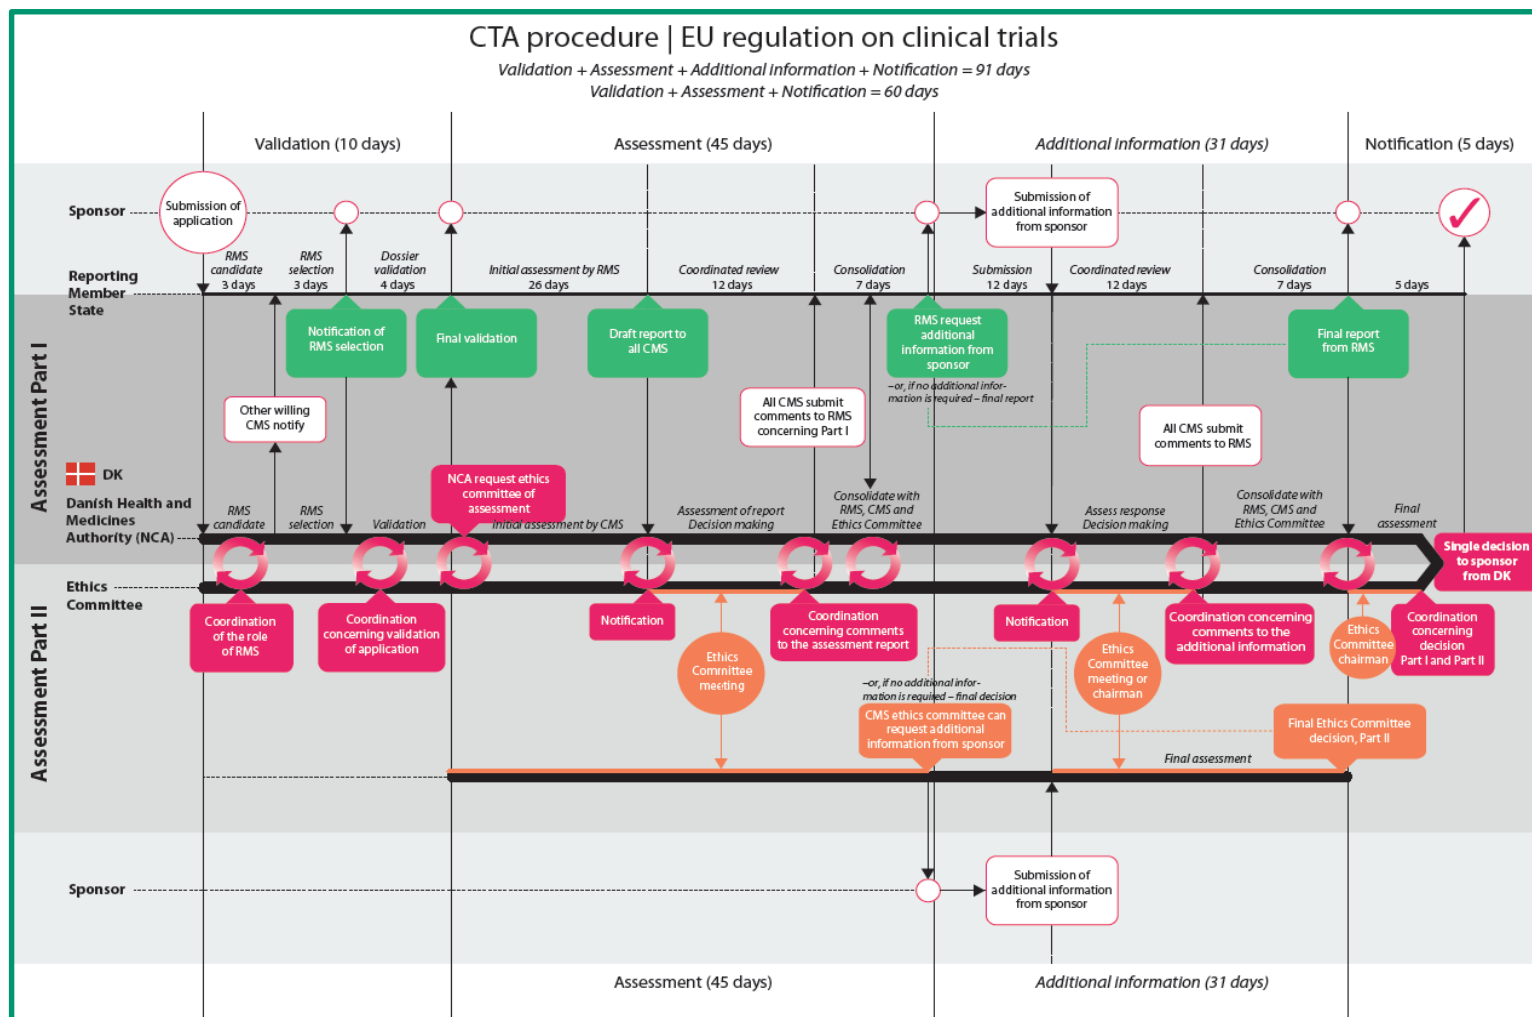 CTA procedure | EU regulation on clinical trials
Validation + Assessment + Additional information + Notification = 91 days
Validation + Assessment + Notification = 60 days
Validation (10 days)
Assessment (45 days)
Additional information (31 days)
Notification (5 days)
Sponsor
Submission of
application
Submission of
additional information
from sponsor
Reporting
Member
State
RMS
candidate
3 days
RMS
selection
3 days
Dossier
validation
4 days
Initial assessment by RMS
26 days
Coordinated review
12 days
Consolidation
7 days
Submission
12 days
Coordinated review
12 days
Consolidation
7 days
5 days
Assessment Part I
Notification of
RMS selection
Final validation
Draft report to
all CMS
RMS request
additional
information from
sponsor
–or, if no additional infor-
mation is required – final report
Final report
from RMS
Other willing
CMS notify
All CMS submit
comments to RMS
concerning Part I
All CMS submit
comments to RMS
DK
Danish Health and
Medicines
Authority (NCA)
NCA request ethics
committee of
assessment
RMS
candidate
RMS
selection
Validation
Initial assessment by CMS
Assessment of report
Decision making
Consolidate with
RMS, CMS and
Ethics Committee
Assess response
Decision making
Consolidate with
RMS, CMS and
Ethics Committee
Final
assessment
Single decision
to sponsor
from DK
Ethics
Committee
Assessment Part II
Coordination
of the role
of RMS
Coordination
concerning validation
of application
Notification
Coordination
concerning comments
to the assessment report
Notification
Coordination concerning
comments to the
additional information
Coordination
concerning
decision
Part I and Part II
Ethics
Committee
meeting
Ethics
Committee
meeting or
chairman
Ethics
Committee
chairman
–or, if no additional infor-
mation is required – final decision
CMS ethics committee can
request additional
information from sponsor
Final Ethics Committee
decision, Part II
Final assessment
Sponsor
Submission of
additional information
from sponsor
Assessment (45 days)
Additional information (31 days)